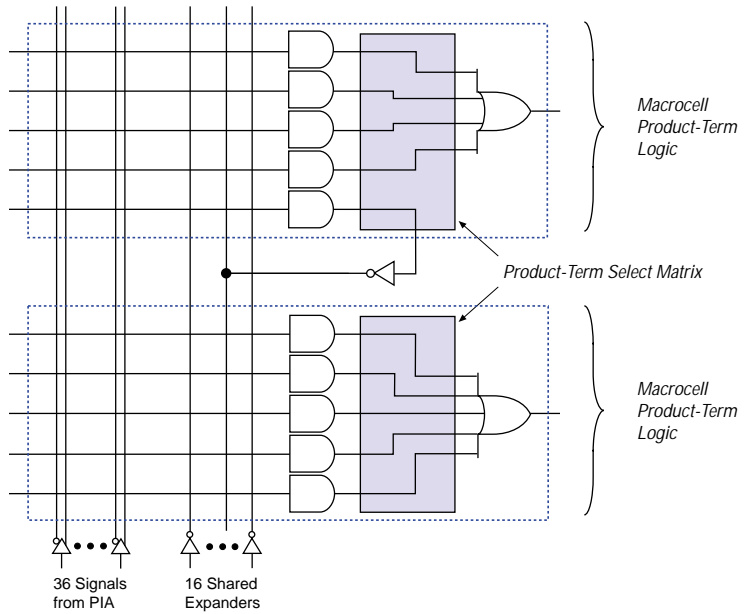 Macrocell
Product-Term
Logic
Product-Term Select Matrix
Macrocell
Product-Term
Logic
36 Signals
from PIA
16 Shared
Expanders